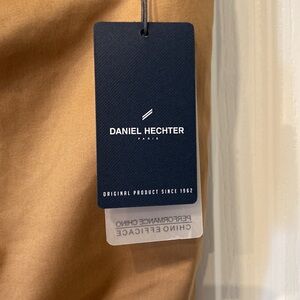 DANIEL HECHTER
PARIS
ORIGINAL PRODUCT SINCE 1962
PERFORMANCE CHINO
CHINO EFFICACE